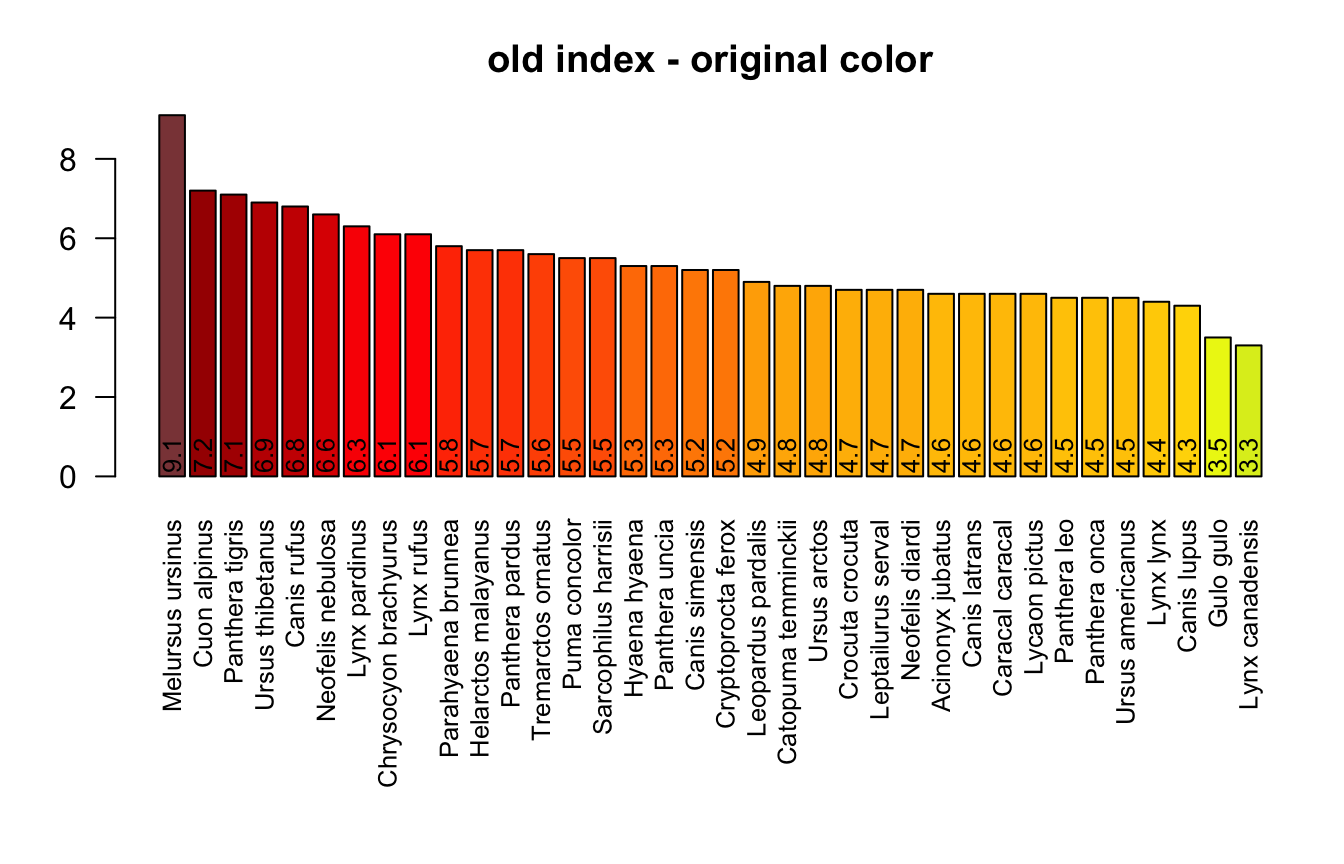 old index - original color
8
6
4
2
0
9.1
7.2
7.1
6.9
6.8
6.6
6.3
6.1
6.1
5.8
5.7
5.7
5.6
5.5
5.5
5.3
5.3
5.2
5.2
4.9
4.8
4.8
4.7
4.7
4.7
4.6
4.6
4.6
4.6
4.5
4.5
4.5
4.4
4.3
3.5
3.3
Melursus ursinus
Cuon alpinus
Panthera tigris
Ursus thibetanus
Canis rufus
Neofelis nebulosa
Lynx pardinus
Chrysocyon brachyurus
Lynx rufus
Parahyaena brunnea
Helarctos malayanus
Panthera pardus
Tremarctos ornatus
Puma concolor
Sarcophilus harrisii
Hyaena hyaena
Panthera uncia
Canis simensis
Cryptoprocta ferox
Leopardus pardalis
Catopuma temminckii
Ursus arctos
Crocuta crocuta
Leptailurus serval
Neofelis diardi
Acinonyx jubatus
Canis latrans
Caracal caracal
Lycaon pictus
Panthera leo
Panthera onca
Ursus americanus
Lynx lynx
Canis lupus
Gulo gulo
Lynx canadensis